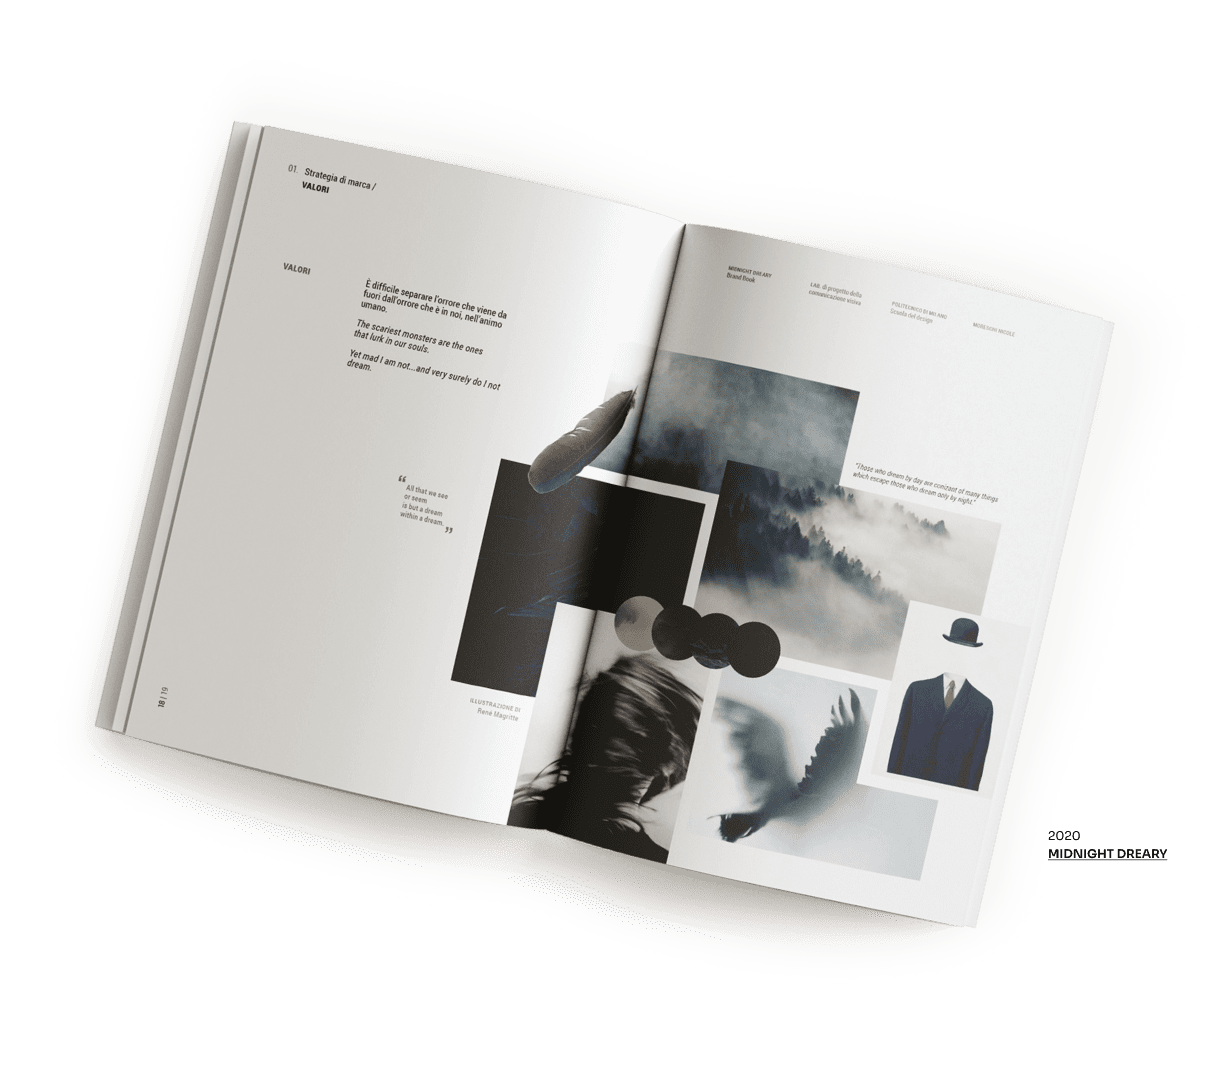 01. Strategia di marca /
VALORI
VALORI
È difficile separare l'orrore che viene da
fuori dall'orrore che è in noi, nell'animo
umano.
The scariest monsters are the ones
that lurk in our souls.
Yet mad I am not...and very surely do I not
dream.
“ All that we see
or seem
is but a dream
within a dream. ”
ILLUSTRAZIONE DI
René Magritte
18 / 19
MIDNIGHT DREARY
Brand Book
LAB. di progetto della
comunicazione visiva
POLITECNICO DI MILANO
Scuola del design
MORESCHI NICOLE
"Those who dream by day are conizast of many things
which escape those who dream only by night."
2020
MIDNIGHT DREARY